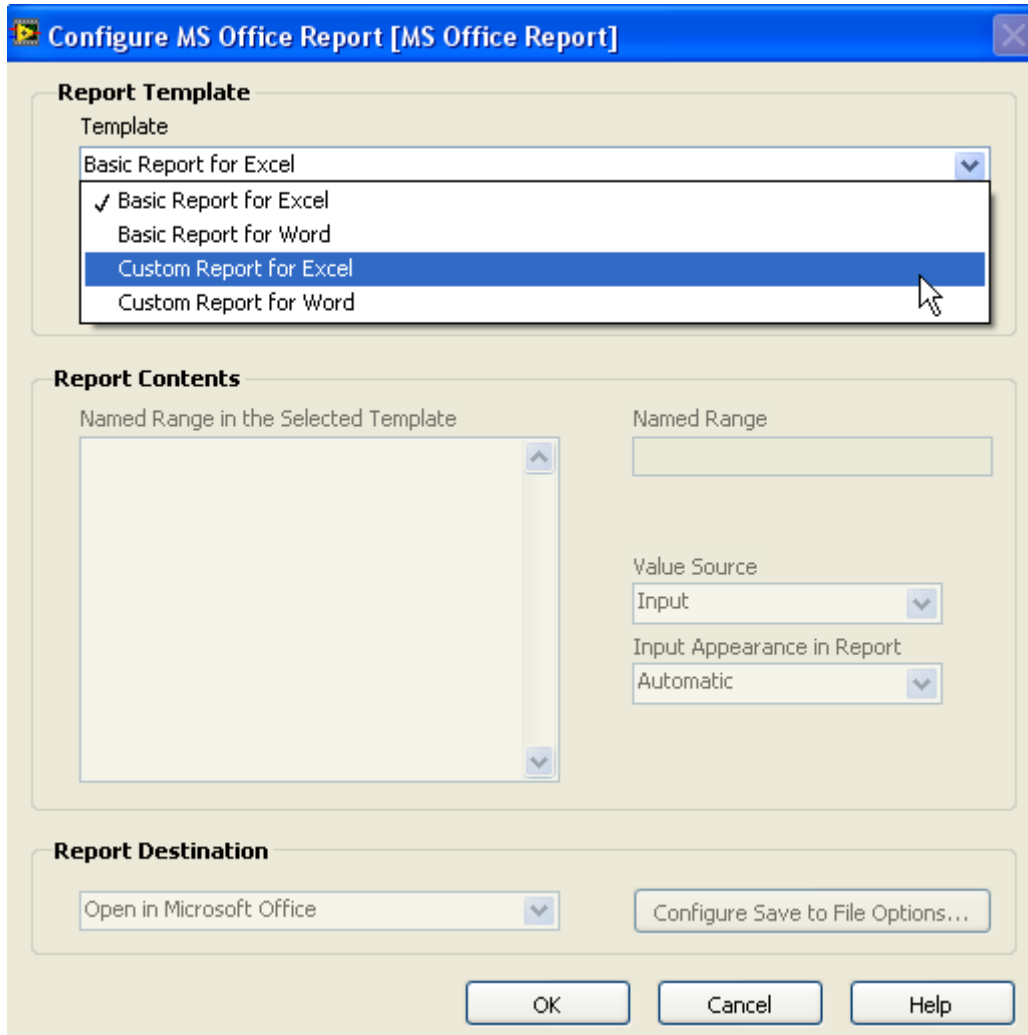 Configure MS Office Report [MS Office Report]
Report Template
Template
Basic Report for Excel
✓ Basic Report for Excel
Basic Report for Word
Custom Report for Excel
Custom Report for Word
Report Contents
Named Range in the Selected Template
Named Range
Value Source
Input
Input Appearance in Report
Automatic
Report Destination
Open in Microsoft Office
Configure Save to File Options...
OK Cancel Help